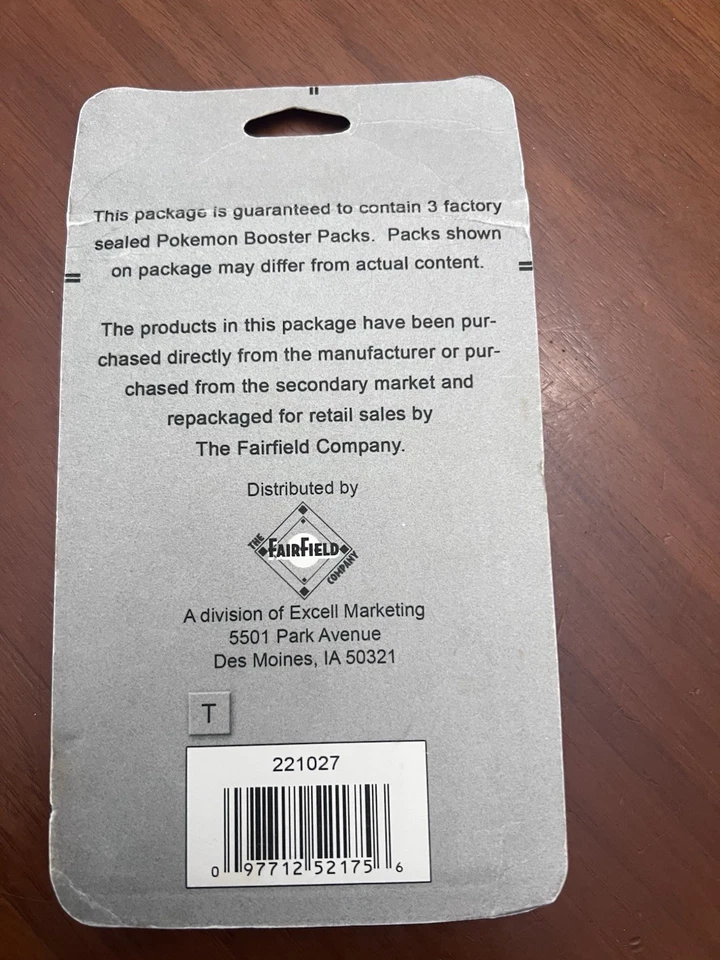 This package is guaranteed to contain 3 factory
sealed Pokemon Booster Packs. Packs shown
on package may differ from actual content.
The products in this package have been pur-
chased directly from the manufacturer or pur-
chased from the secondary market and
repackaged for retail sales by
The Fairfield Company.
Distributed by
THE
FAIRFIELD
COMPANY
A division of Excell Marketing
5501 Park Avenue
Des Moines, IA 50321
T
221027
0 97712 52175 6